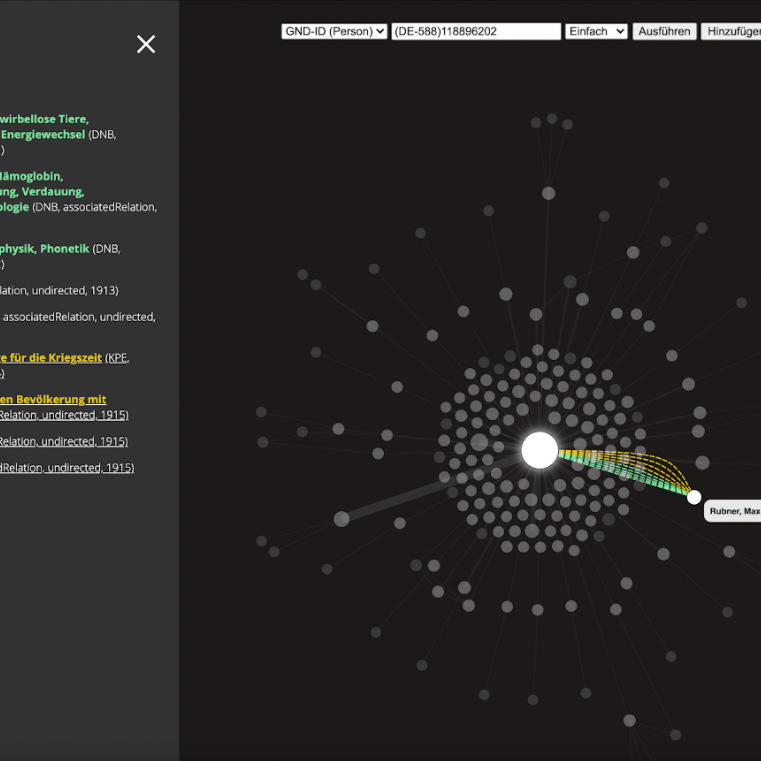 GND-ID (Person) (DE-588)118896202 Einfach Ausführen Hinzufügen
wirbellose Tiere,
Energiewechsel (DNB,
)
Hämoglobin,
ung, Verdauung,
ologie (DNB, associatedRelation,
physik, Phonetik (DNB,
)
lation, undirected, 1913)
associatedRelation, undirected,
e für die Kriegszeit (KPE,
)
en Bevölkerung mit
Relation, undirected, 1915)
Relation, undirected, 1915)
dRelation, undirected, 1915)
Rubner, Max